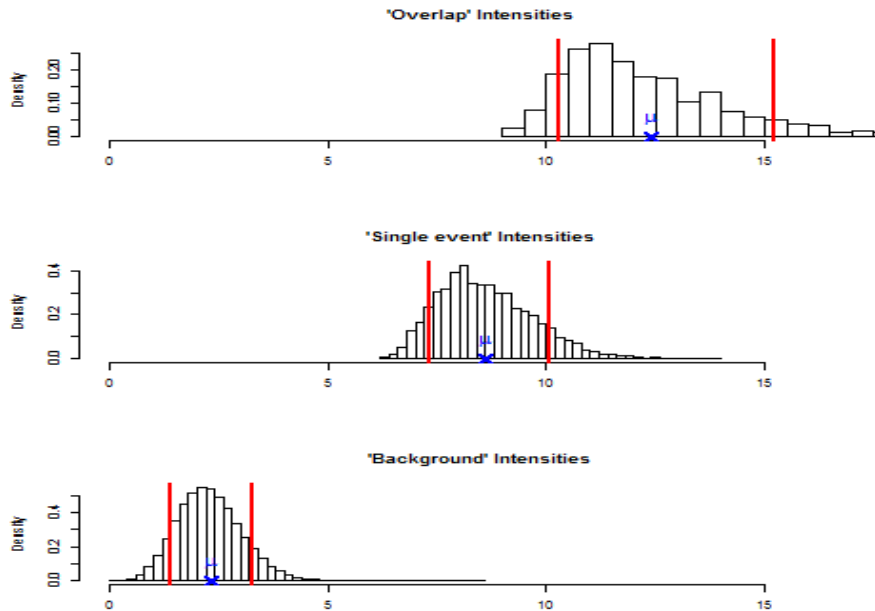 'Overlap' Intensities
Density
0.00 0.10 0.20
μ
0 5 10 15
'Single event' Intensities
Density
0.0 0.2 0.4
μ
0 5 10 15
'Background' Intensities
Density
0.0 0.2 0.4
μ
0 5 10 15